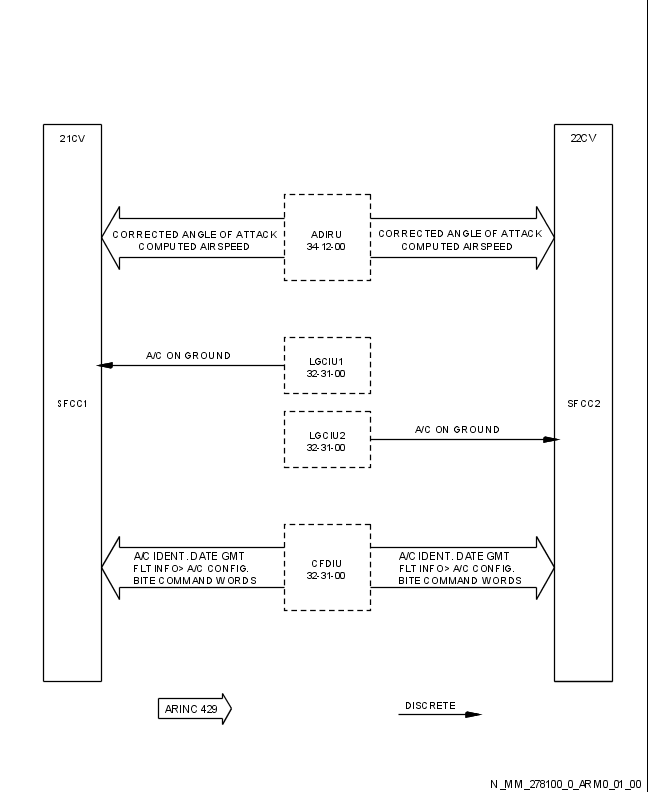 21CV
22CV
CORRECTED ANGLE OF ATTACK
COMPUTED AIRSPEED
ADIRU
34-12-00
CORRECTED ANGLE OF ATTACK
COMPUTED AIRSPEED
A/C ON GROUND
LGCIU1
32-31-00
SFCC1
SFCC2
LGCIU2
32-31-00
A/C ON GROUND
A/C IDENT. DATE GMT
FLT INFO> A/C CONFIG.
BITE COMMAND WORDS
CFDIU
32-31-00
A/C IDENT. DATE GMT
FLT INFO> A/C CONFIG.
BITE COMMAND WORDS
ARINC 429
DISCRETE
N_MM_278100_0_ARM0_01_00